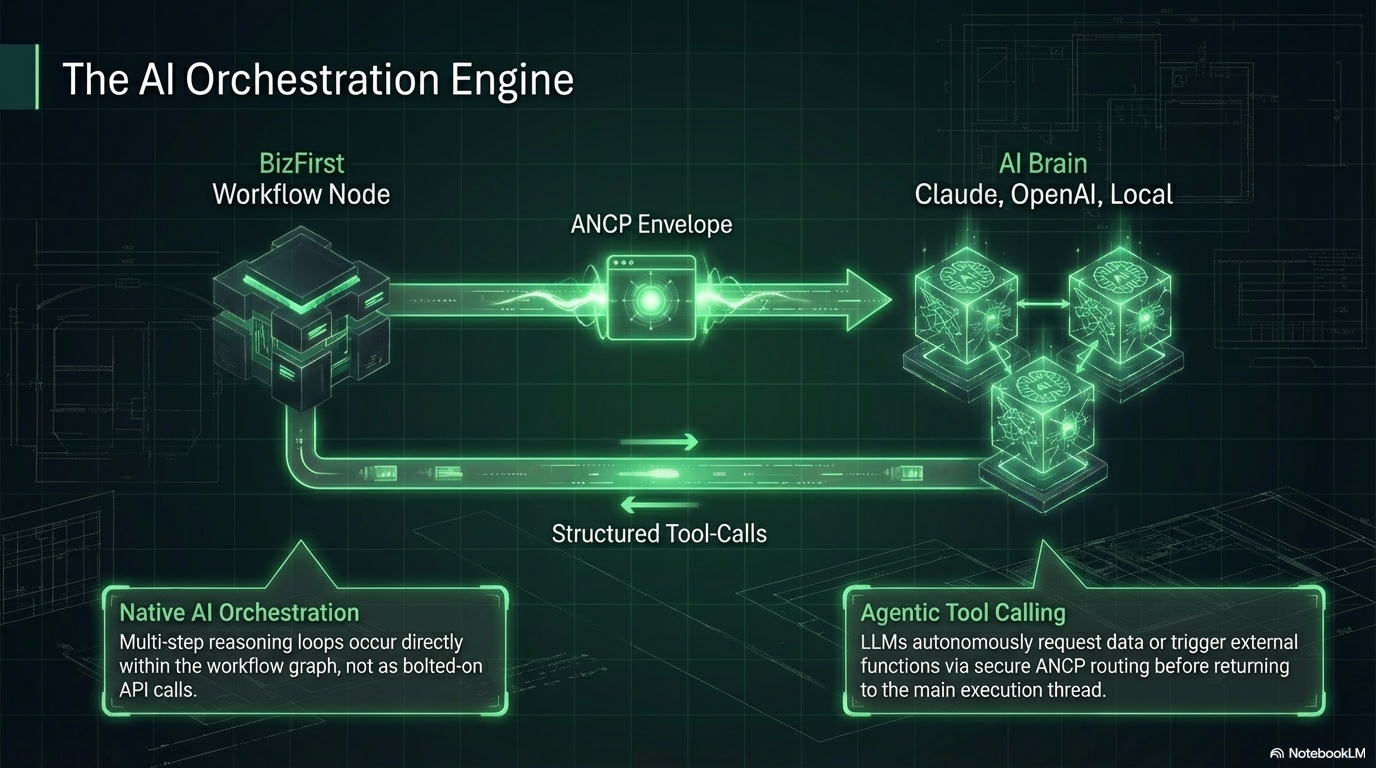 The AI Orchestration Engine
BizFirst
Workflow Node
ANCP Envelope
AI Brain
Claude, OpenAI, Local
AI
AI
AI
Structured Tool-Calls
Native AI Orchestration
Multi-step reasoning loops occur directly
within the workflow graph, not as bolted-on
API calls.
Agentic Tool Calling
LLMs autonomously request data or trigger external
functions via secure ANCP routing before returning
to the main execution thread.
NotebookLM